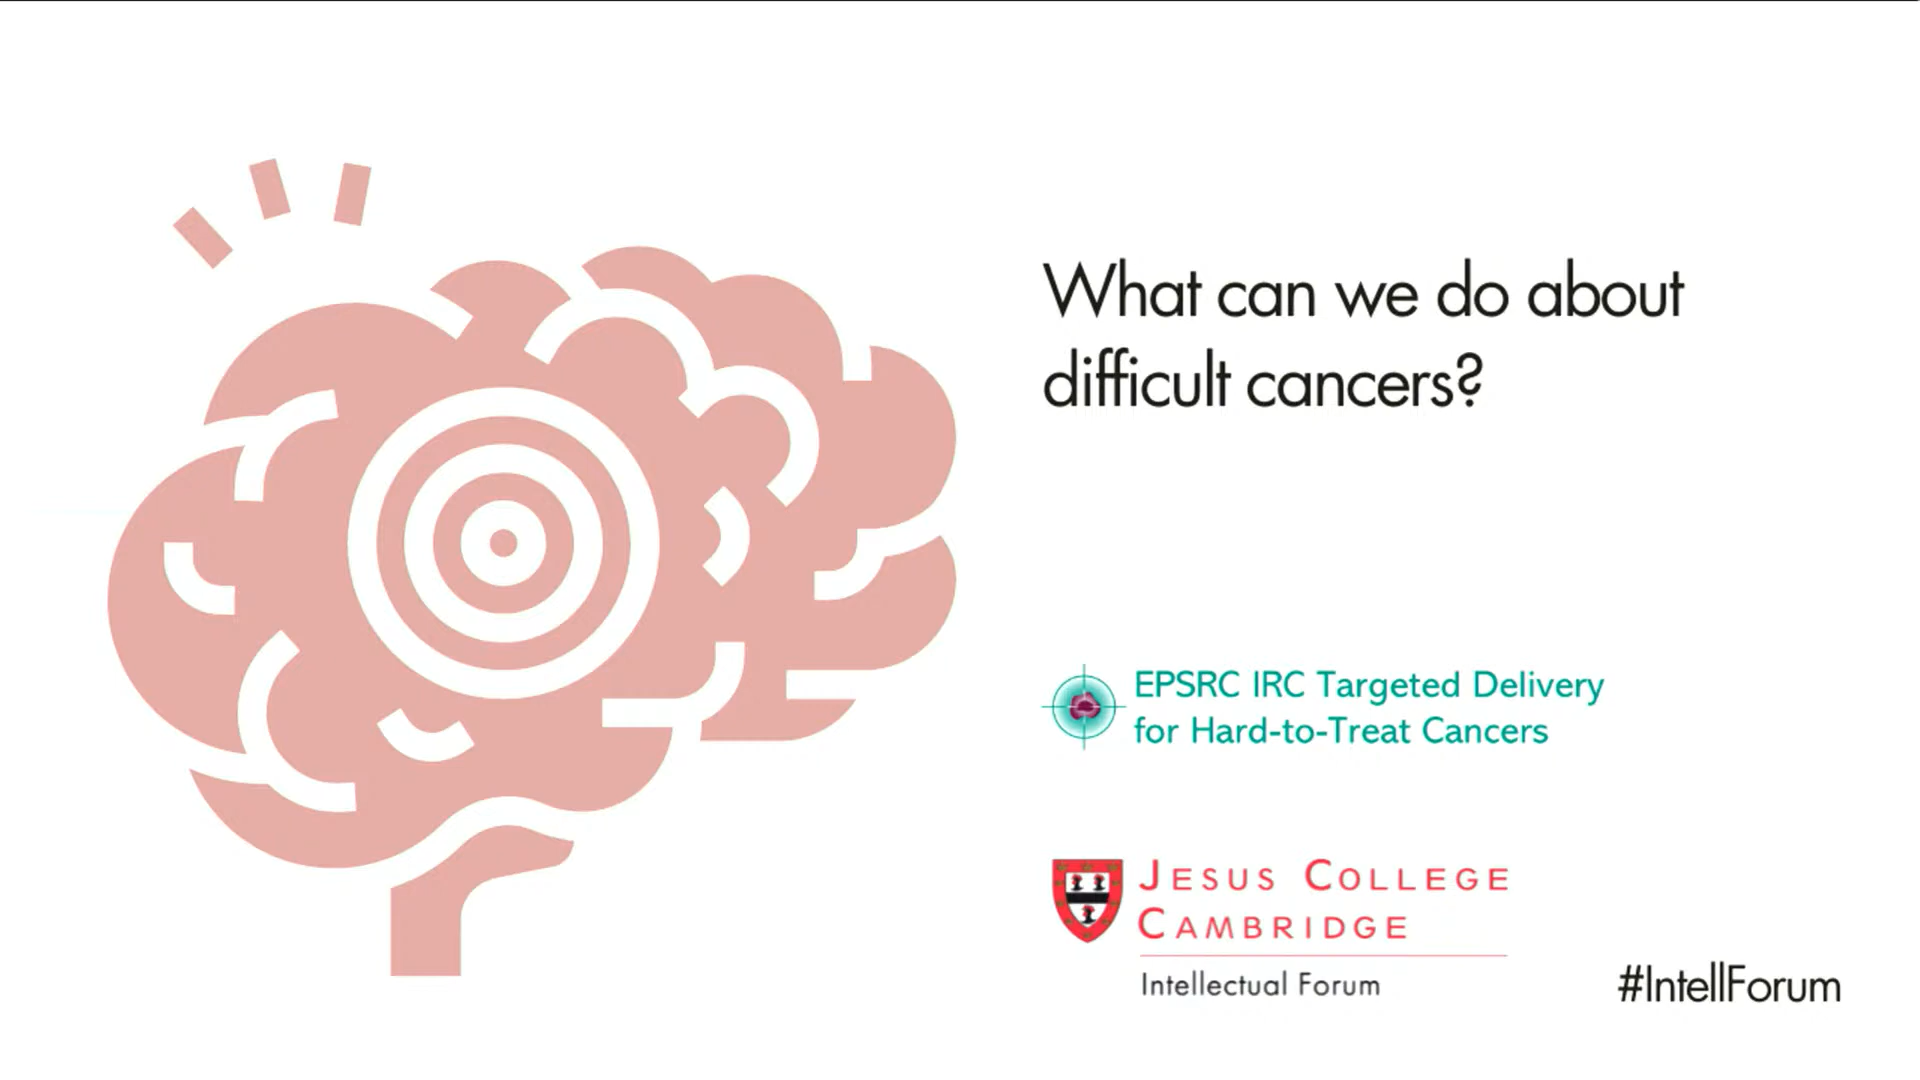 What can we do about
difficult cancers?
EPSRC IRC Targeted Delivery
for Hard-to-Treat Cancers
JESUS COLLEGE
CAMBRIDGE
Intellectual Forum
#IntellForum